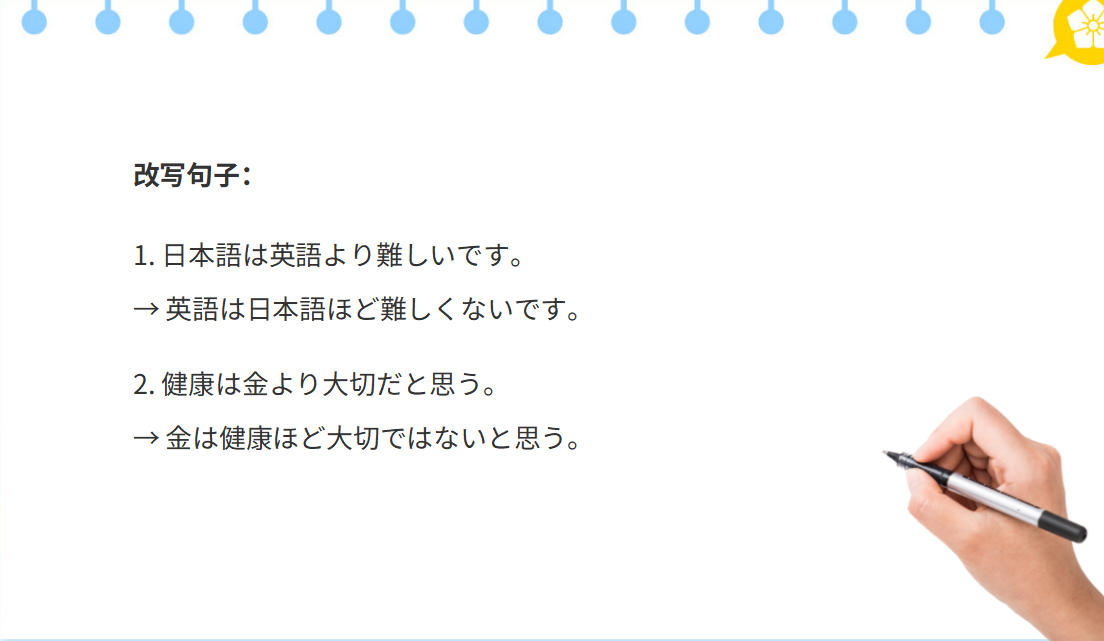 改写句子：
1. 日本語は英語より難しいです。
→ 英語は日本語ほど難しくないです。
2. 健康は金より大切だと思う。
→ 金は健康ほど大切ではないと思う。